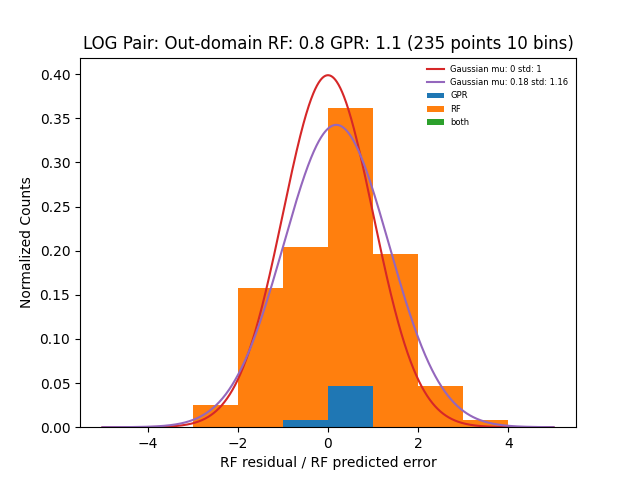 LOG Pair: Out-domain RF: 0.8 GPR: 1.1 (235 points 10 bins)
Gaussian mu: 0 std: 1
Gaussian mu: 0.18 std: 1.16
GPR
RF
both
0.40
0.35
0.30
0.25
0.20
0.15
0.10
0.05
0.00
Normalized Counts
−4 −2 0 2 4
RF residual / RF predicted error